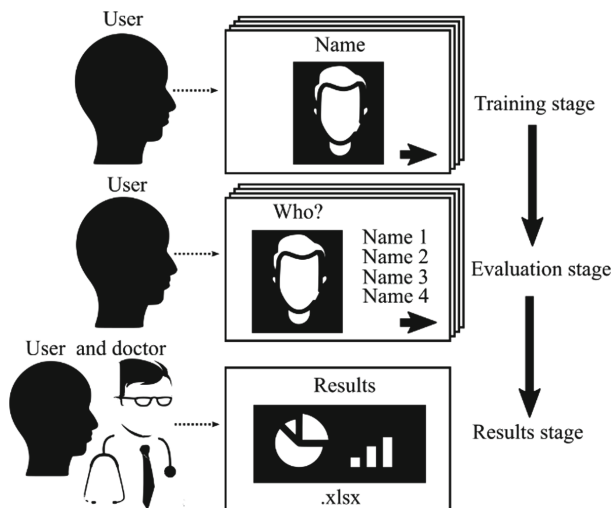 User
Name
Training stage
User
Who?
Name 1
Name 2
Name 3
Name 4
Evaluation stage
User and doctor
Results
Results stage
.xlsx